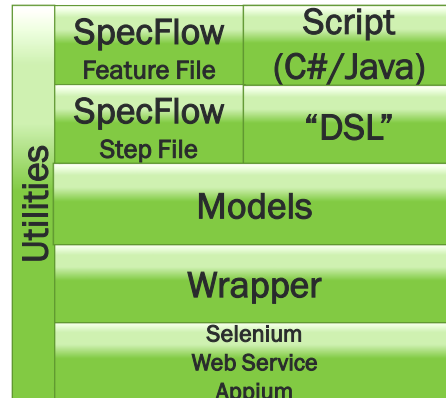 Utilities
SpecFlow
Feature File
Script
(C#/Java)
SpecFlow
Step File
“DSL”
Models
Wrapper
Selenium
Web Service
Appium